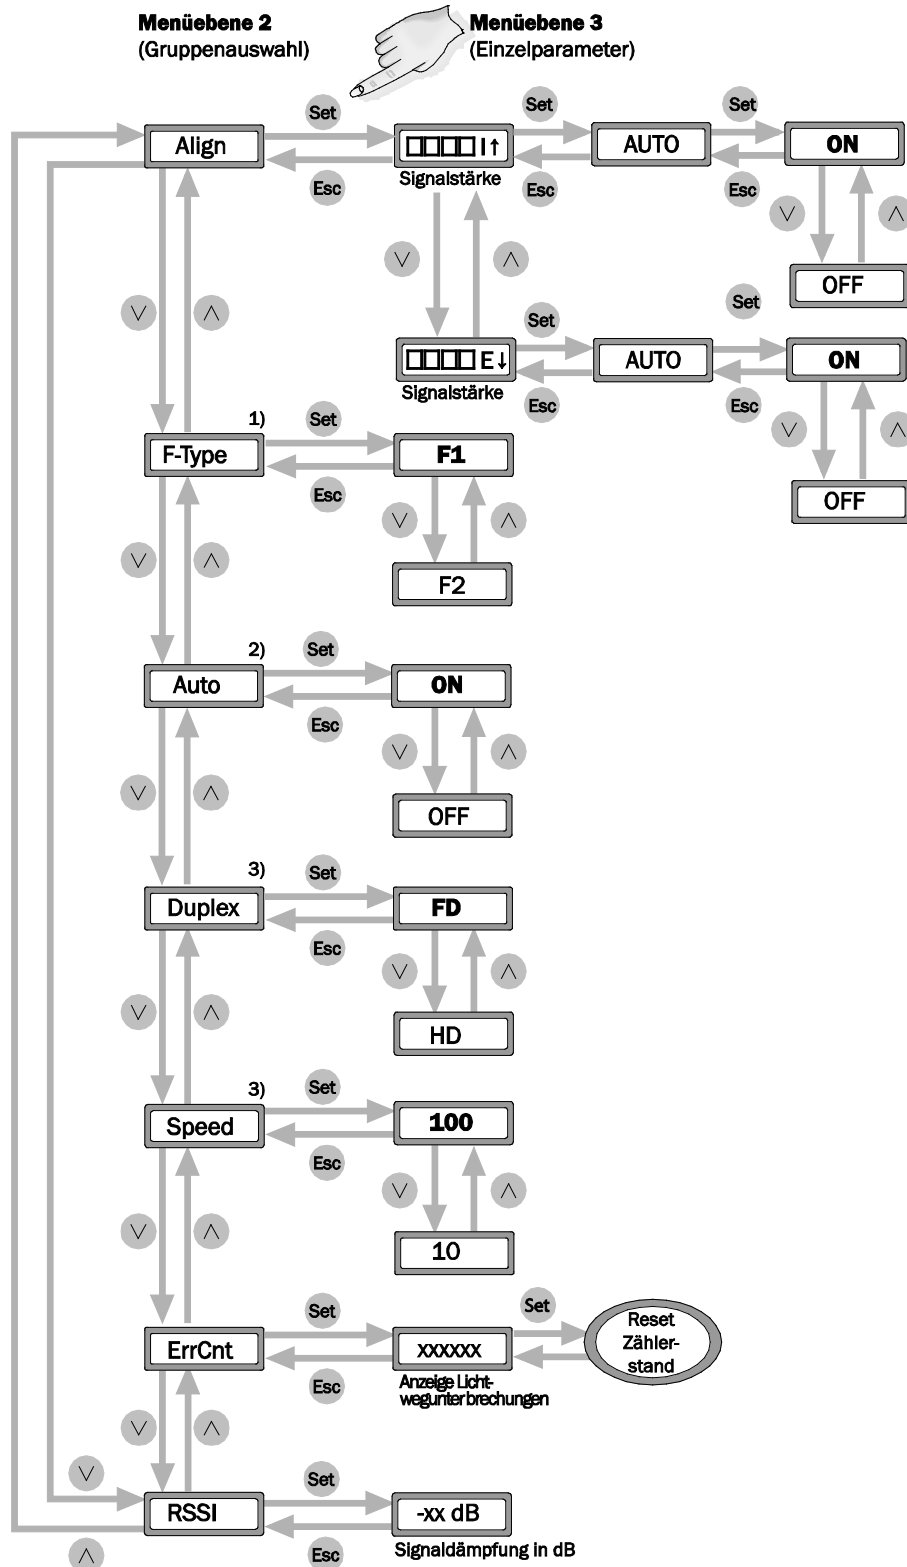 Menüebene 2
(Gruppenauswahl)
Menüebene 3
(Einzelparameter)
Set
Set
Set
Align
□□□□ I ↑
AUTO
ON
Esc
Signalstärke
Esc
Esc
∨
∧
∨
∧
OFF
∨
∧
Set
Set
□□□□ E ↓
AUTO
ON
Signalstärke
Esc
Esc
∨
∧
OFF
1)
Set
F-Type
F1
Esc
∨
∧
F2
∨
∧
2)
Set
Auto
ON
Esc
∨
∧
OFF
∨
∧
3)
Set
Duplex
FD
Esc
∨
∧
HD
∨
∧
3)
Set
Speed
100
Esc
∨
∧
10
∨
∧
Set
Set
ErrCnt
xxxxxx
Reset
Zähler-
stand
Esc
Anzeige Licht-
wegunterbrechungen
∨
∧
∨
Set
RSSI
-xx dB
∧
Esc
Signaldämpfung in dB